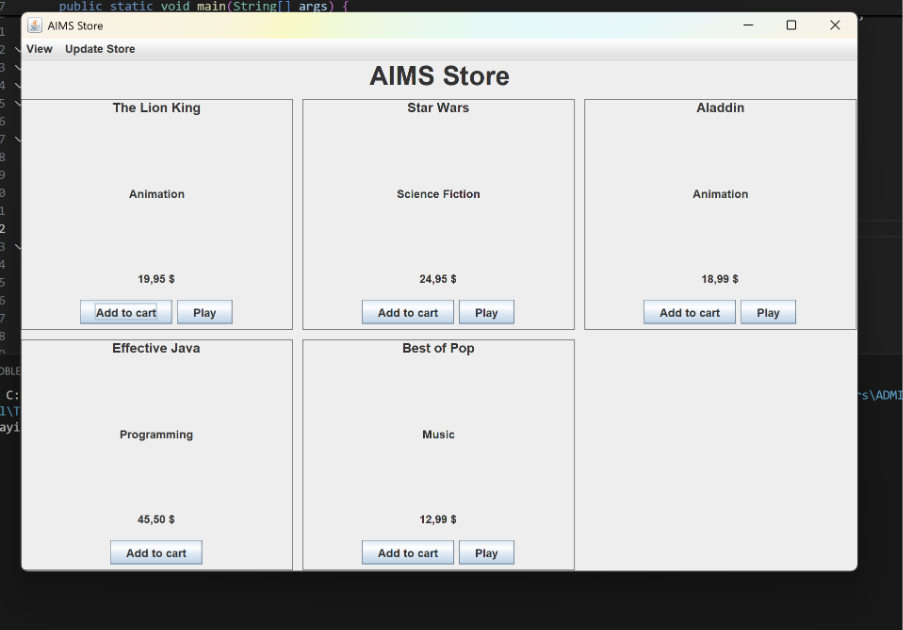 public static void main(String[] args) {
AIMS Store
View Update Store
AIMS Store
The Lion King
Animation
19,95 $
Add to cart Play
Star Wars
Science Fiction
24,95 $
Add to cart Play
Aladdin
Animation
18,99 $
Add to cart Play
Effective Java
Programming
45,50 $
Add to cart
Best of Pop
Music
12,99 $
Add to cart Play
C:
rs\ADMI
l\T
ayi